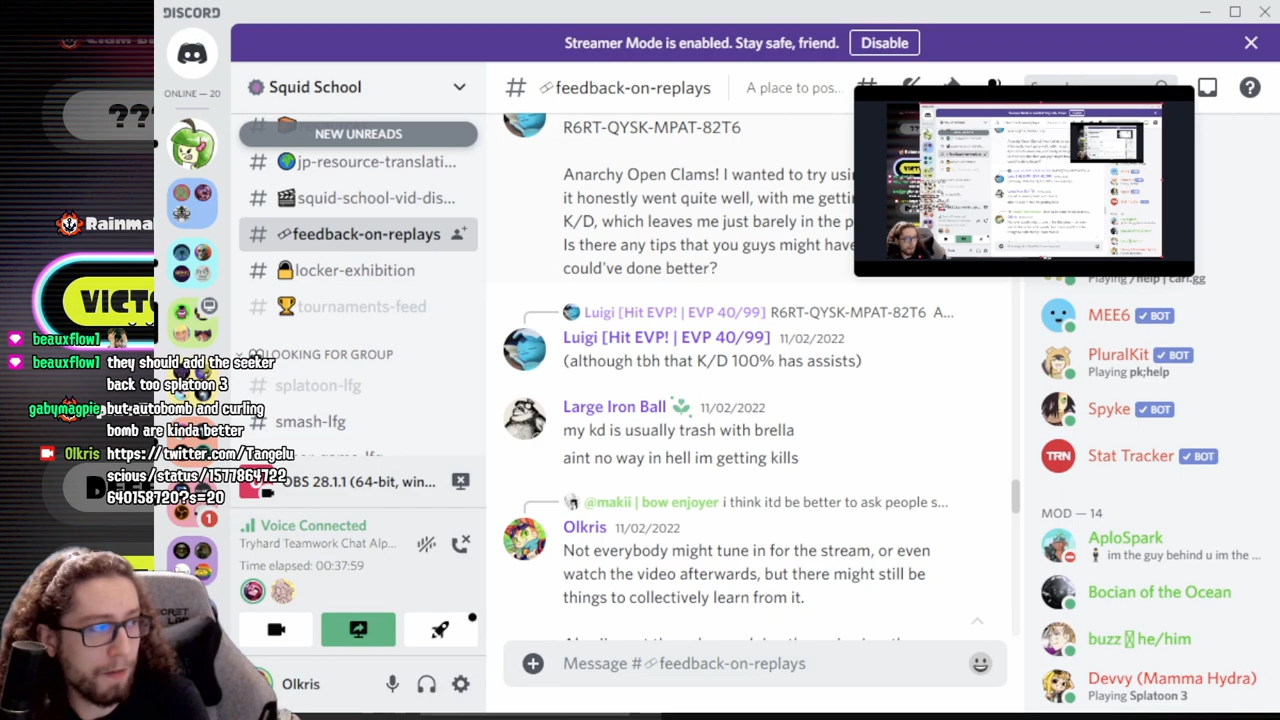 DISCORD
Streamer Mode is enabled. Stay safe, friend.
Disable
ONLINE — 20
Squid School
NEW UNREADS
# jp-resource-translati...
# feedback-on-replays
# locker-exhibition
# tournaments-feed
LOOKING FOR GROUP
# splatoon-lfg
# smash-lfg
OBS 28.1.1 (64-bit, win...
Voice Connected
Tryhard Teamwork Chat Alp...
Time elapsed: 00:37:59
Olkris
???
Rainma
VICTO
beauxflow1
beauxflow1 they should add the seeker
back too splatoon 3
gabymagpie but autobomb and curling
bomb are kinda better
Olkris https://twitter.com/Tangelu
scious/status/1577864722
640158720?s=20
1
# feedback-on-replays
A place to pos...
R6RT-QYSK-MPAT-82T6
Anarchy Open Clams! I wanted to try usin
it honestly went quite well, with me gettin
K/D, which leaves me just barely in the p
Is there any tips that you guys might have
could've done better?
Luigi [Hit EVP! | EVP 40/99] R6RT-QYSK-MPAT-82T6 A...
Luigi [Hit EVP! | EVP 40/99] 11/02/2022
(although tbh that K/D 100% has assists)
Large Iron Ball 11/02/2022
my kd is usually trash with brella
aint no way in hell im getting kills
@makii | bow enjoyer i think itd be better to ask people s...
Olkris 11/02/2022
Not everybody might tune in for the stream, or even
watch the video afterwards, but there might still be
things to collectively learn from it.
Message #feedback-on-replays
Playing /help | carl.gg
MEE6 BOT
PluralKit BOT
Playing pk;help
Spyke BOT
TRN
Stat Tracker BOT
MOD — 14
AploSpark
im the guy behind u im the ...
Bocian of the Ocean
buzz he/him
Devvy (Mamma Hydra)
Playing Splatoon 3